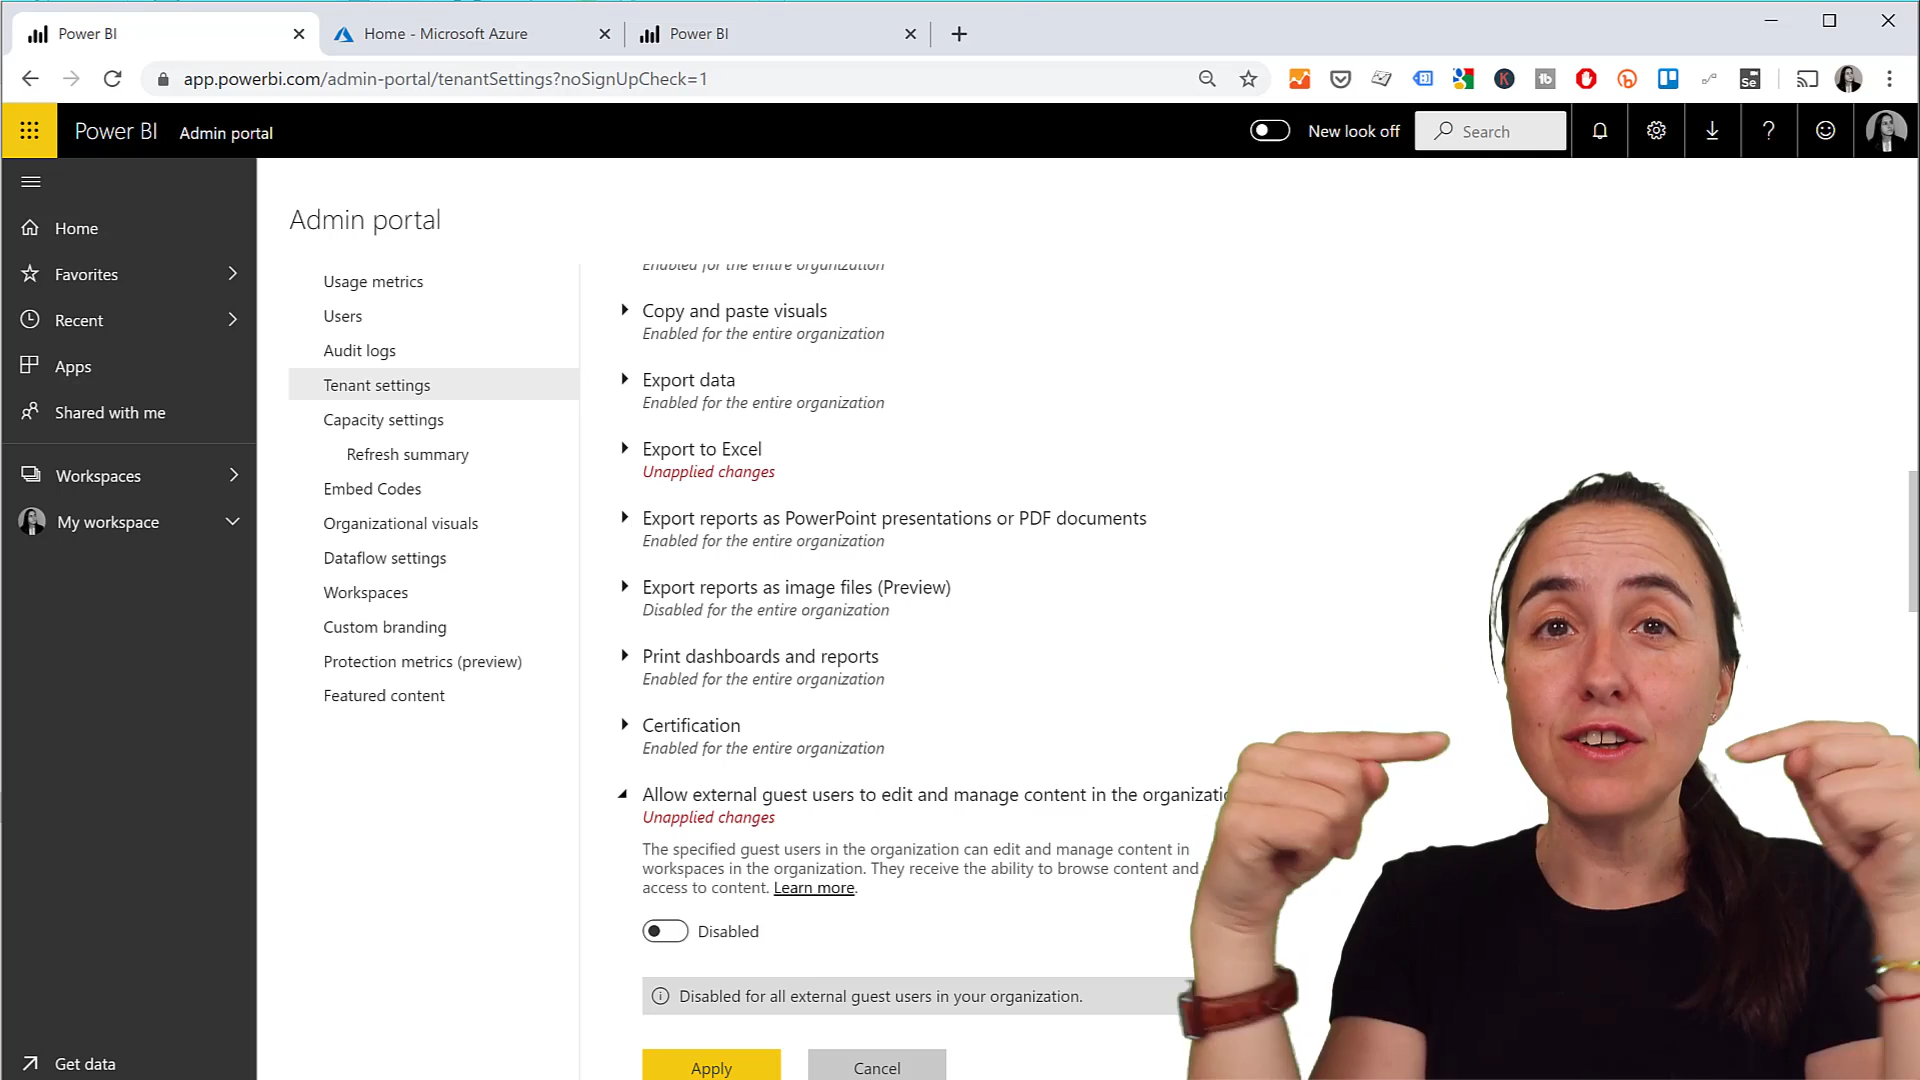 Power BI
Home - Microsoft Azure
Power BI
app.powerbi.com/admin-portal/tenantSettings?noSignUpCheck=1
Power BI Admin portal
New look off
Search
Home
Favorites
Recent
Apps
Shared with me
Workspaces
My workspace
Get data
Admin portal
Usage metrics
Users
Audit logs
Tenant settings
Capacity settings
Refresh summary
Embed Codes
Organizational visuals
Dataflow settings
Workspaces
Custom branding
Protection metrics (preview)
Featured content
Enabled for the entire organization
Copy and paste visuals
Enabled for the entire organization
Export data
Enabled for the entire organization
Export to Excel
Unapplied changes
Export reports as PowerPoint presentations or PDF documents
Enabled for the entire organization
Export reports as image files (Preview)
Disabled for the entire organization
Print dashboards and reports
Enabled for the entire organization
Certification
Enabled for the entire organization
Allow external guest users to edit and manage content in the
Unapplied changes
The specified guest users in the organization can edit and manage content in
workspaces in the organization. They receive the ability to browse content and
access to content. Learn more.
Disabled
Disabled for all external guest users in your organization.
Apply
Cancel